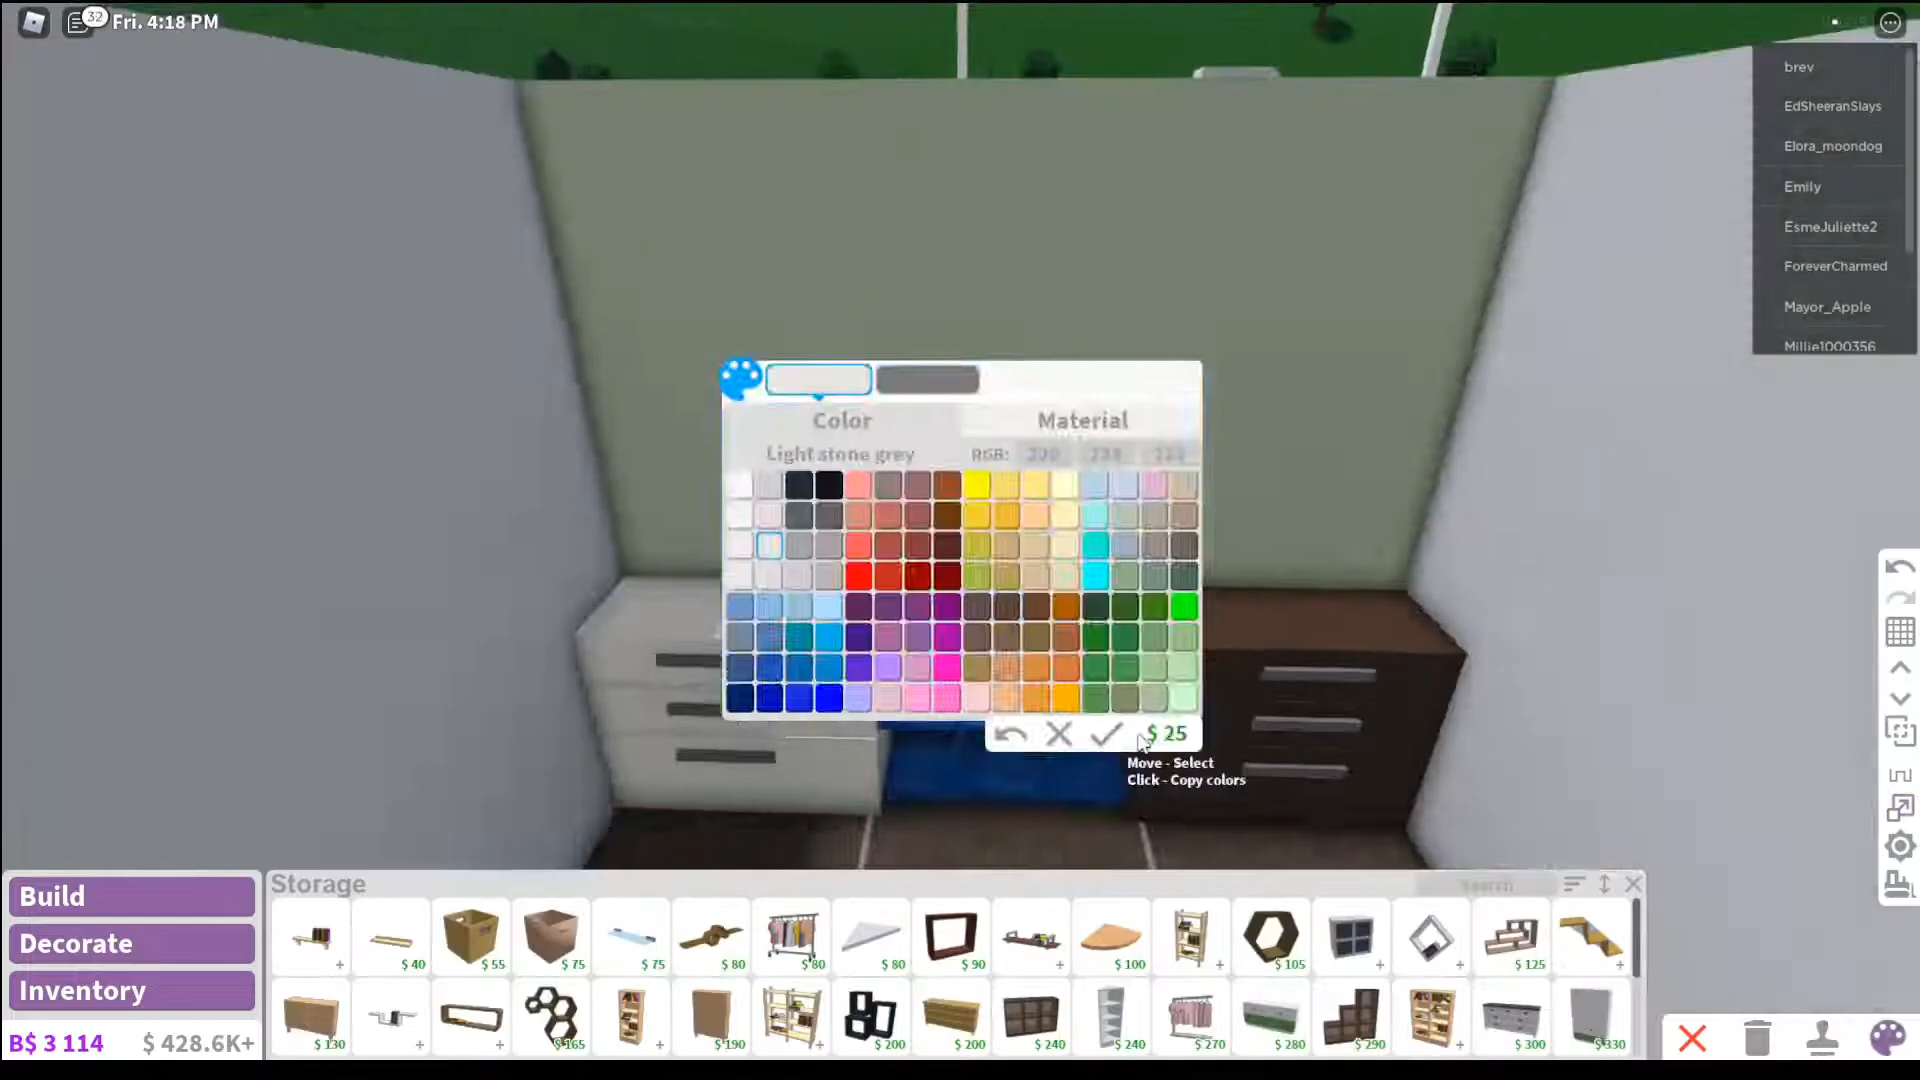 32 Fri. 4:18 PM
brev
EdSheeranSlays
Elora_moondog
Emily
EsmeJuliette2
ForeverCharmed
Mayor_Apple
Millie1000356
Color Material
Light stone grey RGB:
$ 25
Move - Select
Click - Copy colors
Build
Decorate
Inventory
B$ 3 114 $ 428.6K+
Storage Search
+ $ 40 $ 55 $ 75 $ 75 $ 80 $ 80 $ 80 $ 90 + $ 100 + $ 105 + + $ 125 +
$ 130 + + $ 165 + $ 190 + $ 200 $ 200 $ 240 $ 240 $ 270 $ 280 $ 290 + $ 300 $ 330